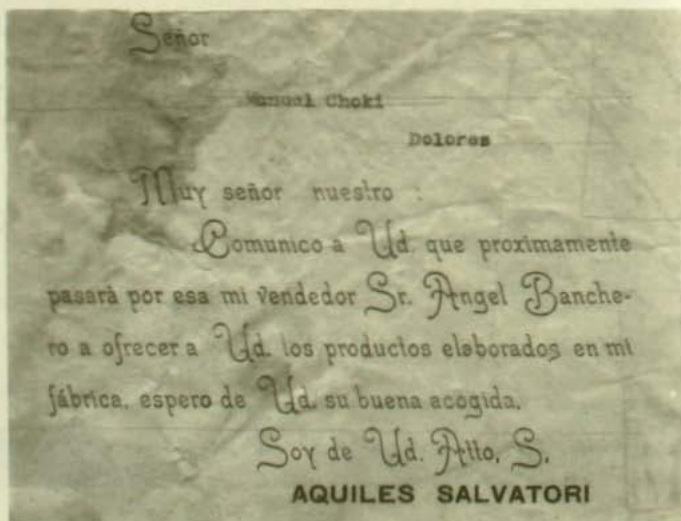 Señor
Manuel Choki
Dolores
Muy señor nuestro :
Comunico a Ud. que proximamente
pasará por esa mi vendedor Sr. Angel Banche-
ro a ofrecer a Ud. los productos elaborados en mi
fábrica, espero de Ud. su buena acogida.
Soy de Ud. Atto. S.
AQUILES SALVATORI